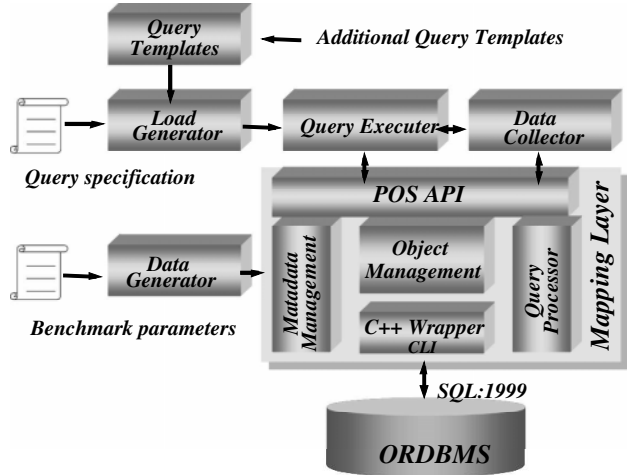 Query
Templates
Additional Query Templates
Load
Generator
Query Executer
Data
Collector
Query specification
POS API
Mapping Layer
Matadata
Management
Object
Management
Query
Processor
Data
Generator
Benchmark parameters
C++ Wrapper
CLI
SQL:1999
ORDBMS